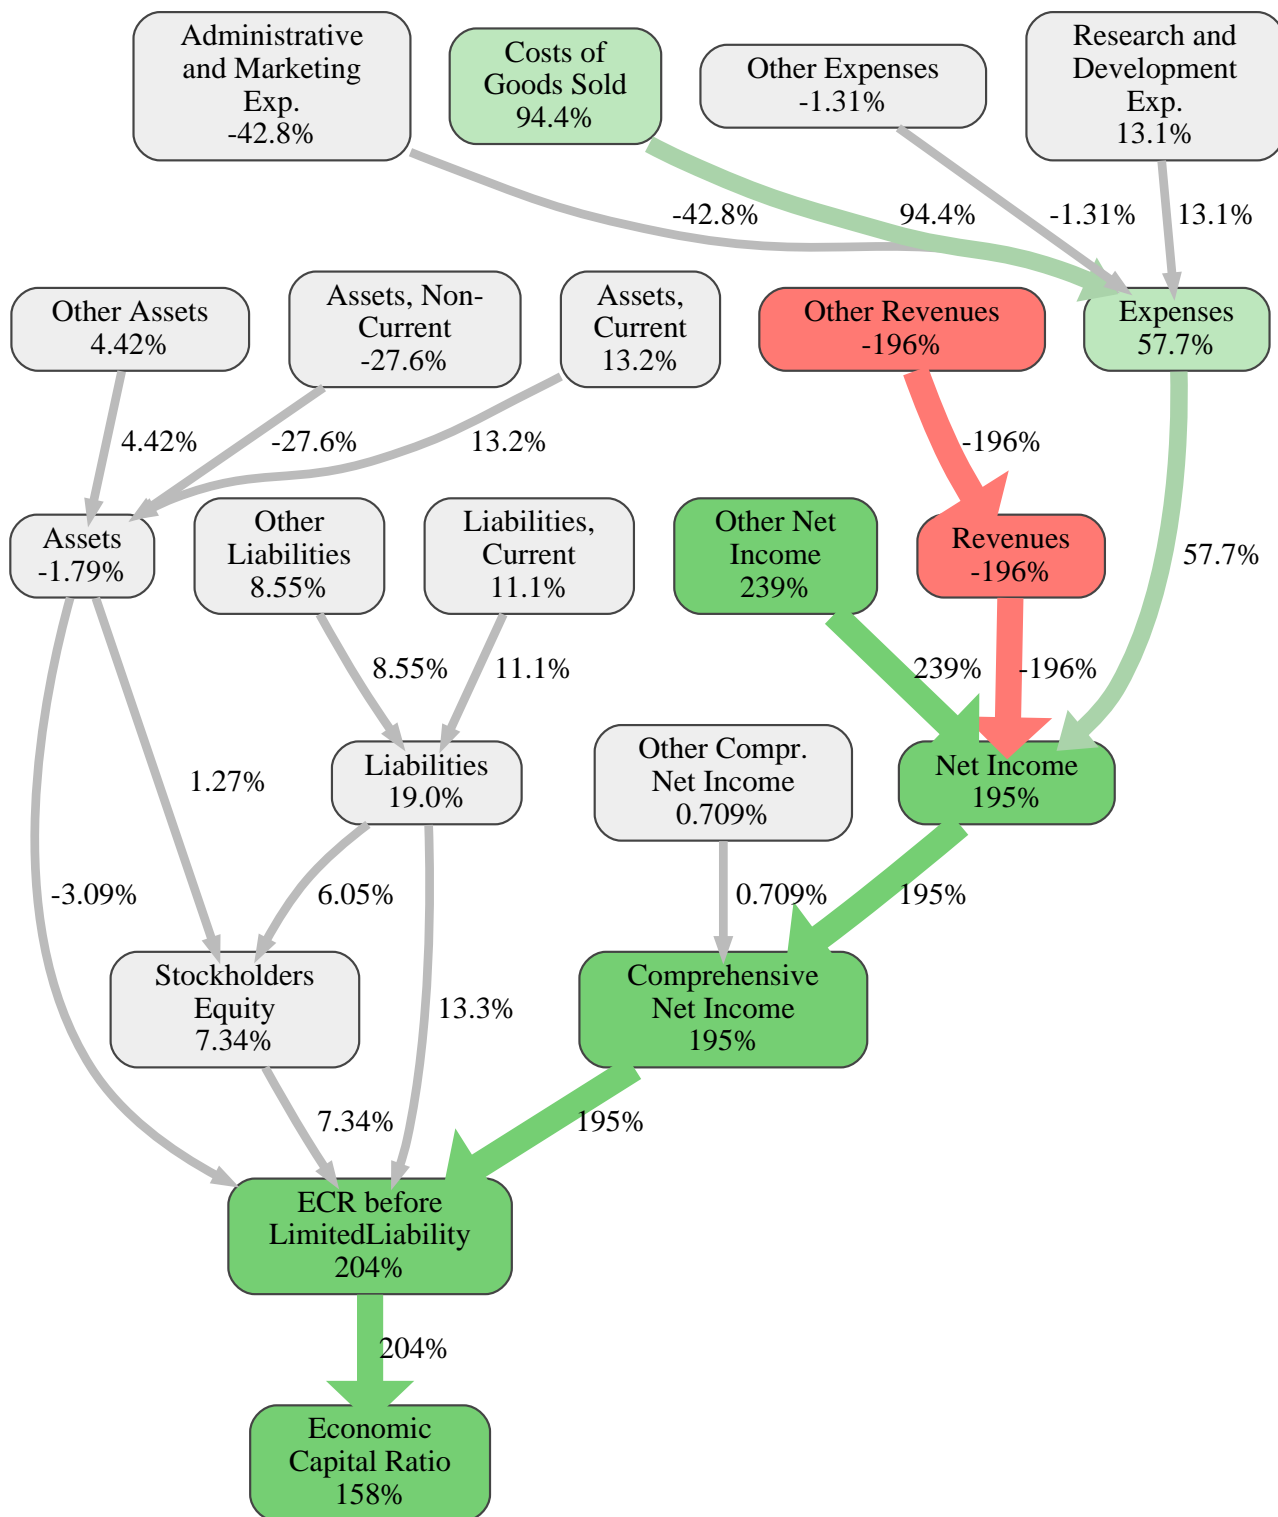 Administrative
and Marketing
Exp.
-42.8%
Costs of
Goods Sold
94.4%
Other Expenses
-1.31%
Research and
Development
Exp.
13.1%
-42.8%
94.4%
-1.31%
13.1%
Other Assets
4.42%
Assets, Non-
Current
-27.6%
Assets,
Current
13.2%
Other Revenues
-196%
Expenses
57.7%
4.42%
-27.6%
13.2%
-196%
Assets
-1.79%
Other
Liabilities
8.55%
Liabilities,
Current
11.1%
Other Net
Income
239%
Revenues
-196%
57.7%
8.55%
11.1%
239%
-196%
1.27%
Liabilities
19.0%
Other Compr.
Net Income
0.709%
Net Income
195%
-3.09%
6.05%
0.709%
195%
Stockholders
Equity
7.34%
13.3%
Comprehensive
Net Income
195%
7.34%
195%
ECR before
LimitedLiability
204%
204%
Economic
Capital Ratio
158%